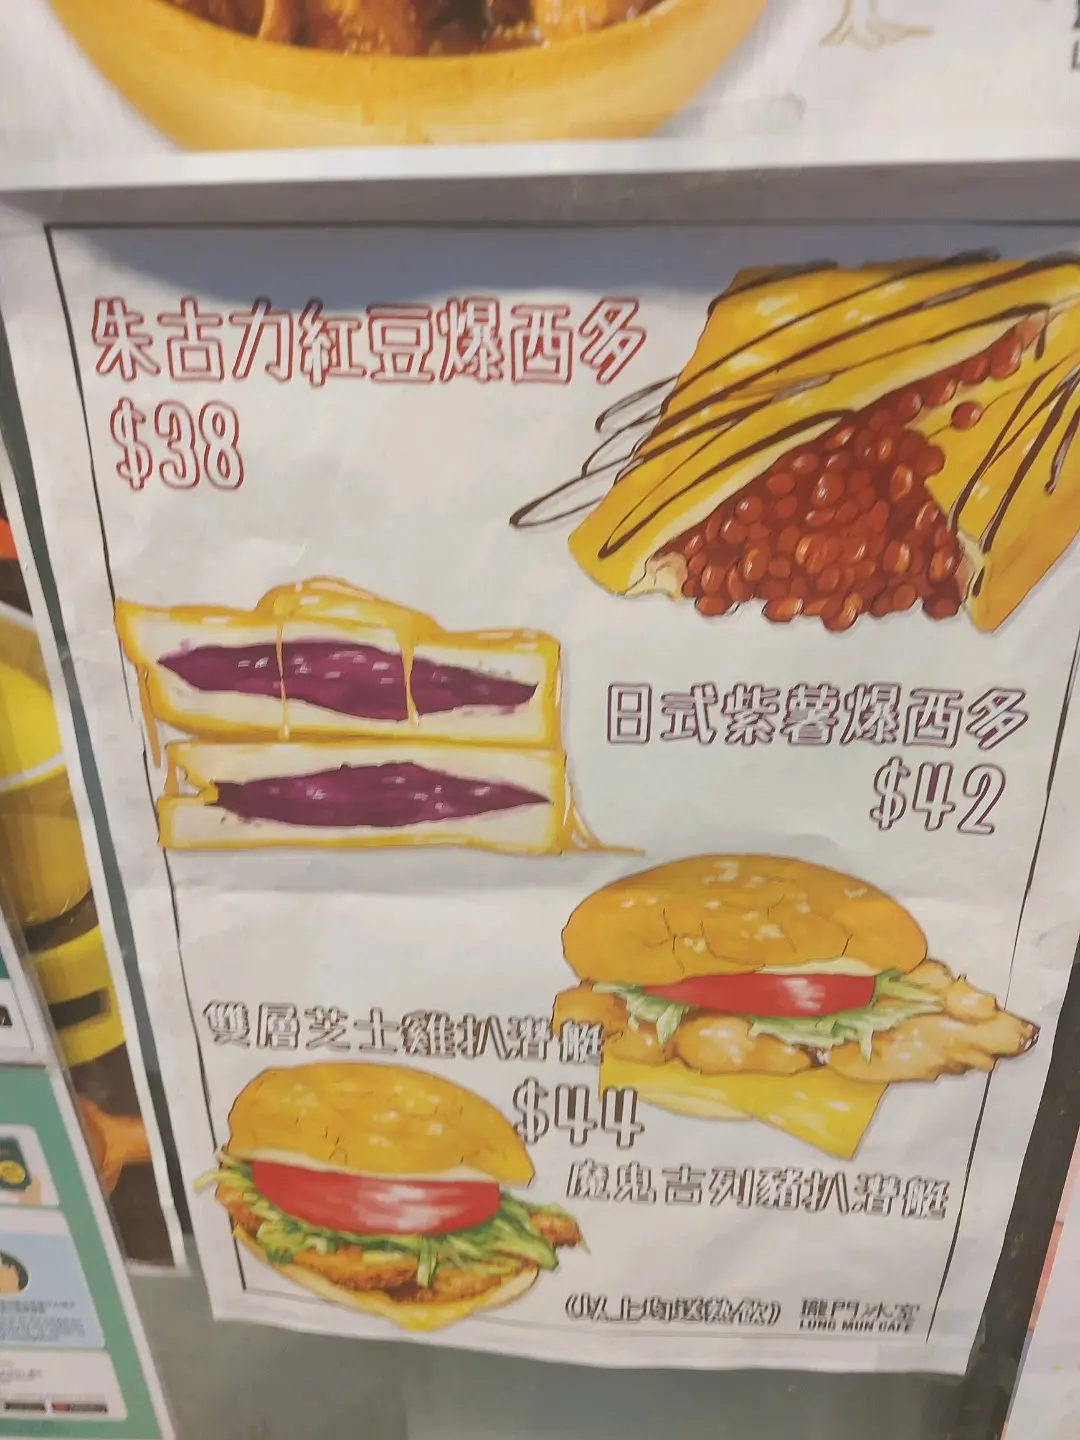 朱古力紅豆爆西多
$38
日式紫薯爆西多
$42
雙層芝士雞扒潛艇
$44
魔鬼吉列豬扒潛艇
(以上均送熱飲)
瓏門冰室
LUNG MUN CAFE